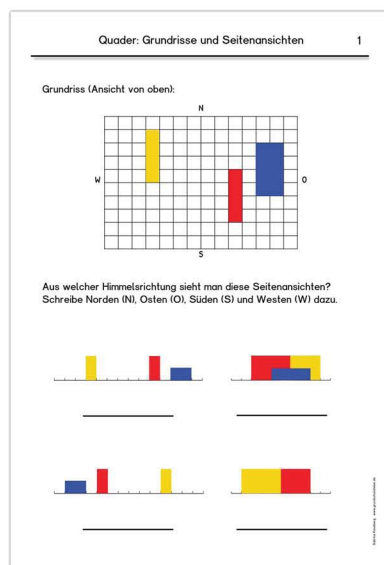 Quader: Grundrisse und Seitenansichten 1
Grundriss (Ansicht von oben):
N
W
O
S
Aus welcher Himmelsrichtung sieht man diese Seitenansichten?
Schreibe Norden (N), Osten (O), Süden (S) und Westen (W) dazu.